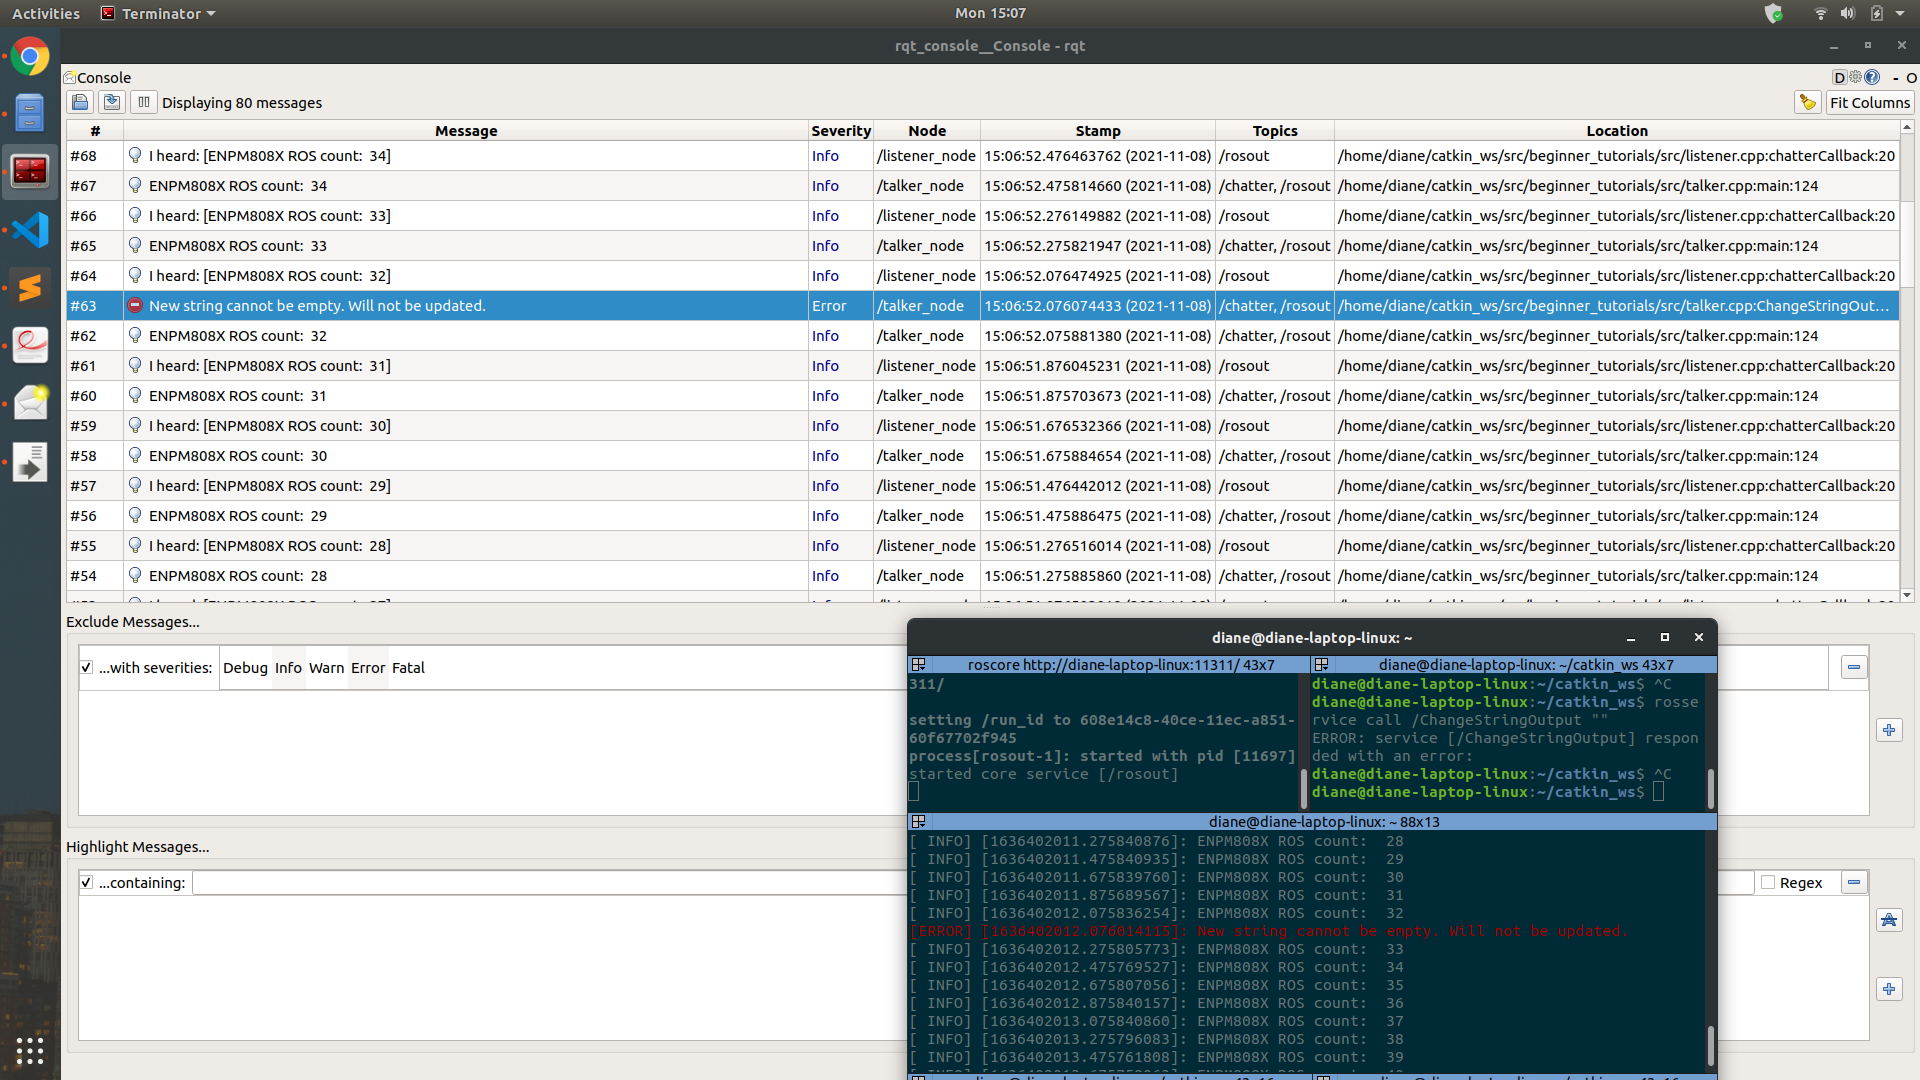 Activities Terminator Mon 15:07
rqt_console__Console - rqt
Console D - O
Displaying 80 messages Fit Columns
# Message Severity Node Stamp Topics Location
#68 I heard: [ENPM808X ROS count:  34] Info /listener_node 15:06:52.476463762 (2021-11-08) /rosout /home/diane/catkin_ws/src/beginner_tutorials/src/listener.cpp:chatterCallback:20
#67 ENPM808X ROS count:  34 Info /talker_node 15:06:52.475814660 (2021-11-08) /chatter, /rosout /home/diane/catkin_ws/src/beginner_tutorials/src/talker.cpp:main:124
#66 I heard: [ENPM808X ROS count:  33] Info /listener_node 15:06:52.276149882 (2021-11-08) /rosout /home/diane/catkin_ws/src/beginner_tutorials/src/listener.cpp:chatterCallback:20
#65 ENPM808X ROS count:  33 Info /talker_node 15:06:52.275821947 (2021-11-08) /chatter, /rosout /home/diane/catkin_ws/src/beginner_tutorials/src/talker.cpp:main:124
#64 I heard: [ENPM808X ROS count:  32] Info /listener_node 15:06:52.076474925 (2021-11-08) /rosout /home/diane/catkin_ws/src/beginner_tutorials/src/listener.cpp:chatterCallback:20
#63 New string cannot be empty. Will not be updated. Error /talker_node 15:06:52.076074433 (2021-11-08) /chatter, /rosout /home/diane/catkin_ws/src/beginner_tutorials/src/talker.cpp:ChangeStringOut...
#62 ENPM808X ROS count:  32 Info /talker_node 15:06:52.075881380 (2021-11-08) /chatter, /rosout /home/diane/catkin_ws/src/beginner_tutorials/src/talker.cpp:main:124
#61 I heard: [ENPM808X ROS count:  31] Info /listener_node 15:06:51.876045231 (2021-11-08) /rosout /home/diane/catkin_ws/src/beginner_tutorials/src/listener.cpp:chatterCallback:20
#60 ENPM808X ROS count:  31 Info /talker_node 15:06:51.875703673 (2021-11-08) /chatter, /rosout /home/diane/catkin_ws/src/beginner_tutorials/src/talker.cpp:main:124
#59 I heard: [ENPM808X ROS count:  30] Info /listener_node 15:06:51.676532366 (2021-11-08) /rosout /home/diane/catkin_ws/src/beginner_tutorials/src/listener.cpp:chatterCallback:20
#58 ENPM808X ROS count:  30 Info /talker_node 15:06:51.675884654 (2021-11-08) /chatter, /rosout /home/diane/catkin_ws/src/beginner_tutorials/src/talker.cpp:main:124
#57 I heard: [ENPM808X ROS count:  29] Info /listener_node 15:06:51.476442012 (2021-11-08) /rosout /home/diane/catkin_ws/src/beginner_tutorials/src/listener.cpp:chatterCallback:20
#56 ENPM808X ROS count:  29 Info /talker_node 15:06:51.475886475 (2021-11-08) /chatter, /rosout /home/diane/catkin_ws/src/beginner_tutorials/src/talker.cpp:main:124
#55 I heard: [ENPM808X ROS count:  28] Info /listener_node 15:06:51.276516014 (2021-11-08) /rosout /home/diane/catkin_ws/src/beginner_tutorials/src/listener.cpp:chatterCallback:20
#54 ENPM808X ROS count:  28 Info /talker_node 15:06:51.275885860 (2021-11-08) /chatter, /rosout /home/diane/catkin_ws/src/beginner_tutorials/src/talker.cpp:main:124
Exclude Messages...
...with severities: Debug Info Warn Error Fatal
Highlight Messages...
...containing: Regex
diane@diane-laptop-linux: ~
roscore http://diane-laptop-linux:11311/ 43x7
311/
setting /run_id to 608e14c8-40ce-11ec-a851-
60f67702f945
process[rosout-1]: started with pid [11697]
started core service [/rosout]
diane@diane-laptop-linux: ~/catkin_ws 43x7
diane@diane-laptop-linux:~/catkin_ws$ ^C
diane@diane-laptop-linux:~/catkin_ws$ rosse
rvice call /ChangeStringOutput ""
ERROR: service [/ChangeStringOutput] respon
ded with an error:
diane@diane-laptop-linux:~/catkin_ws$ ^C
diane@diane-laptop-linux:~/catkin_ws$
diane@diane-laptop-linux: ~ 88x13
[ INFO] [1636402011.275840876]: ENPM808X ROS count:  28
[ INFO] [1636402011.475840935]: ENPM808X ROS count:  29
[ INFO] [1636402011.675839760]: ENPM808X ROS count:  30
[ INFO] [1636402011.875689567]: ENPM808X ROS count:  31
[ INFO] [1636402012.075836254]: ENPM808X ROS count:  32
[ERROR] [1636402012.076014115]: New string cannot be empty. Will not be updated.
[ INFO] [1636402012.275805773]: ENPM808X ROS count:  33
[ INFO] [1636402012.475769527]: ENPM808X ROS count:  34
[ INFO] [1636402012.675807056]: ENPM808X ROS count:  35
[ INFO] [1636402012.875840157]: ENPM808X ROS count:  36
[ INFO] [1636402013.075840860]: ENPM808X ROS count:  37
[ INFO] [1636402013.275796083]: ENPM808X ROS count:  38
[ INFO] [1636402013.475761808]: ENPM808X ROS count:  39